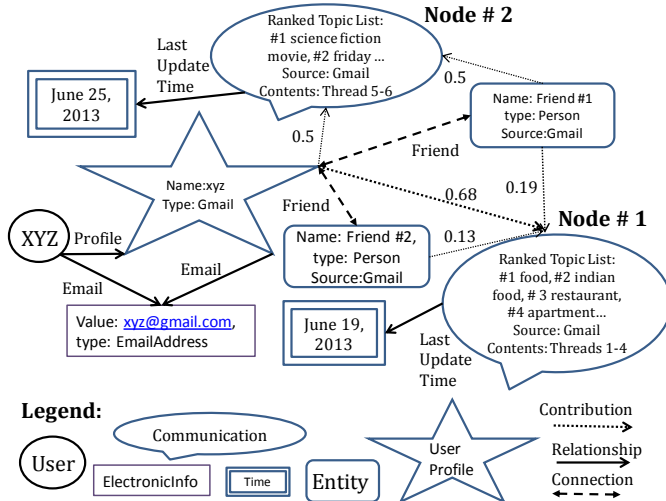 Node # 2
Ranked Topic List:
#1 science fiction
movie, #2 friday ...
Source: Gmail
Contents: Thread 5-6
Last
Update
Time
June 25,
2013
0.5
0.5
Name: Friend #1
type: Person
Source:Gmail
Friend
Name:xyz
Type: Gmail
0.68
0.19
Friend
Node # 1
XYZ
Profile
Name: Friend #2,
type: Person
Source:Gmail
0.13
Ranked Topic List:
#1 food, #2 indian
food, # 3 restaurant,
#4 apartment...
Source: Gmail
Contents: Threads 1-4
Email
Email
Value: xyz@gmail.com,
type: EmailAddress
June 19,
2013
Last
Update
Time
Legend:
Communication
User
ElectronicInfo
Time
Entity
User
Profile
Contribution
Relationship
Connection